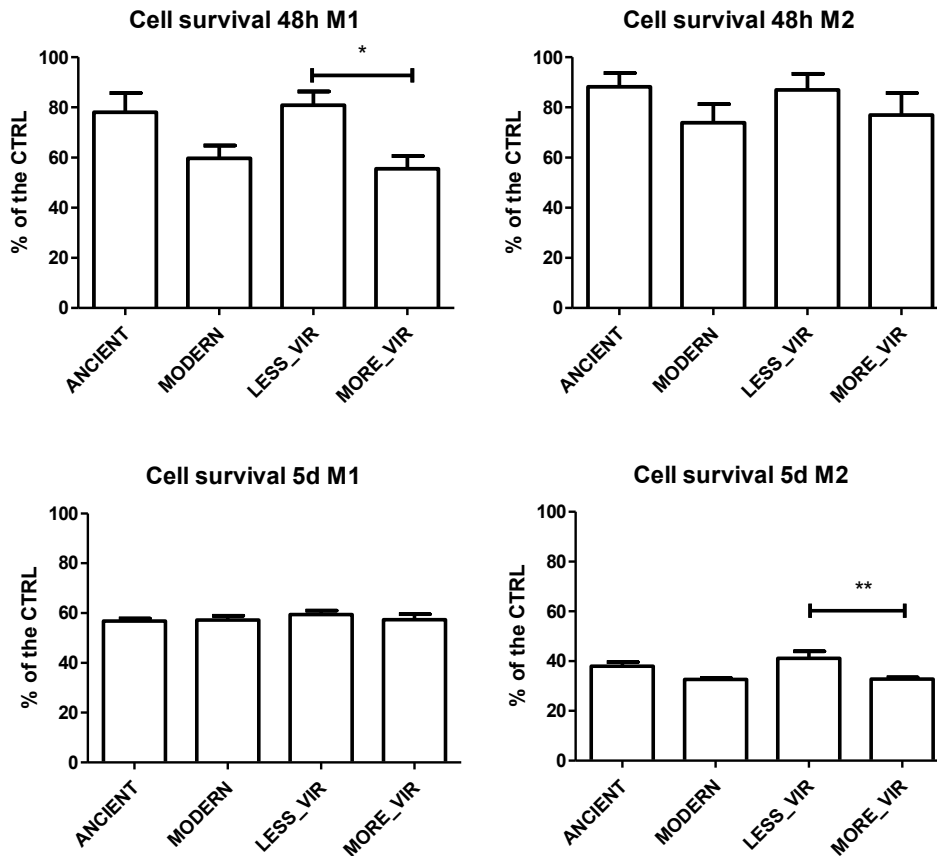 Cell survival 48h M1
% of the CTRL
100
80
60
40
20
0
*
ANCIENT
MODERN
LESS_VIR
MORE_VIR
Cell survival 48h M2
% of the CTRL
100
80
60
40
20
0
ANCIENT
MODERN
LESS_VIR
MORE_VIR
Cell survival 5d M1
% of the CTRL
100
80
60
40
20
0
ANCIENT
MODERN
LESS_VIR
MORE_VIR
Cell survival 5d M2
% of the CTRL
100
80
60
40
20
0
**
ANCIENT
MODERN
LESS_VIR
MORE_VIR